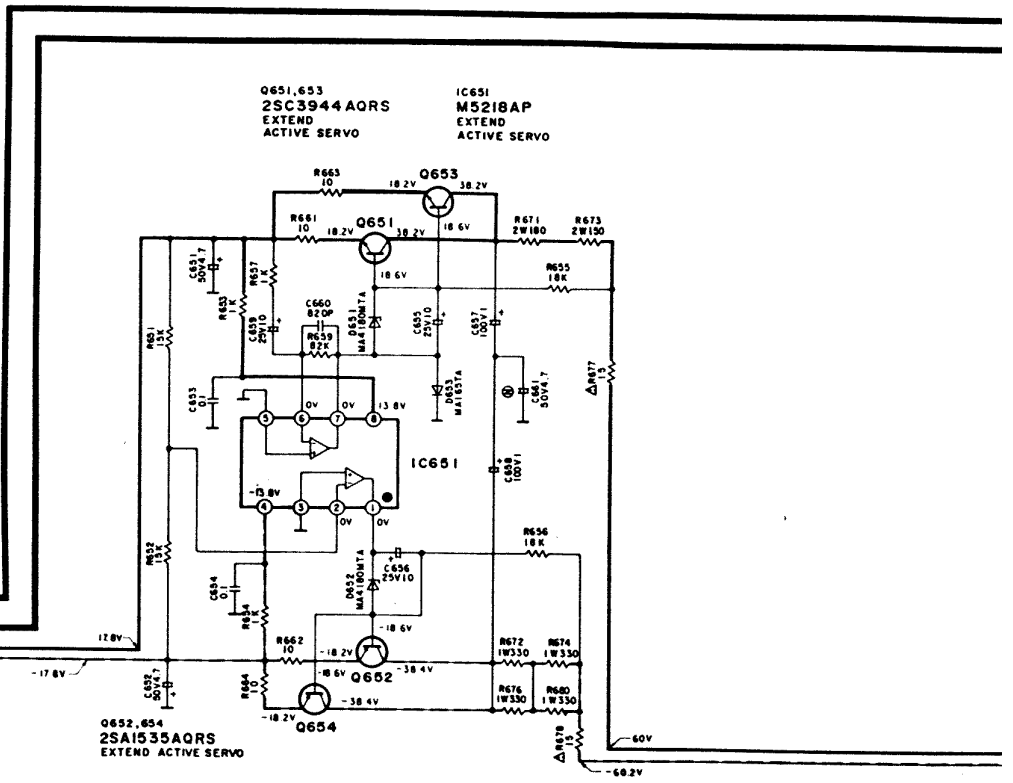 Q651,653
2SC3944AQRS
EXTEND
ACTIVE SERVO
IC651
M5218AP
EXTEND
ACTIVE SERVO
R663
10
18.2V
Q653
38.2V
18.6V
R661
10
18.2V
Q651
38.2V
18.6V
R671
2W180
R673
2W150
C651
50V4.7
+
R657
1K
R653
1K
R655
18K
C660
820P
R659
82K
C659
25V10
+
D651
MA4180MTA
C655
25V10
+
C657
100V1
+
R651
15K
D653
MA165TA
C661
50V4.7
+
R677
15
C653
0.1
0V
0V
13.8V
5
6
7
8
IC651
C658
100V1
+
-13.8V
4
3
2
1
0V
0V
R656
18K
R652
15K
C656
25V10
+
D652
MA4180MTA
C654
0.1
R654
1K
-18.6V
17.8V
R662
10
-18.2V
-18.6V
Q652
-38.4V
R672
1W330
R674
1W330
-17.8V
C652
50V4.7
+
R664
10
-38.4V
R676
1W330
R680
1W330
-18.2V
Q654
R678
15
Q652,654
2SA1535AQRS
EXTEND ACTIVE SERVO
-60V
-60.2V